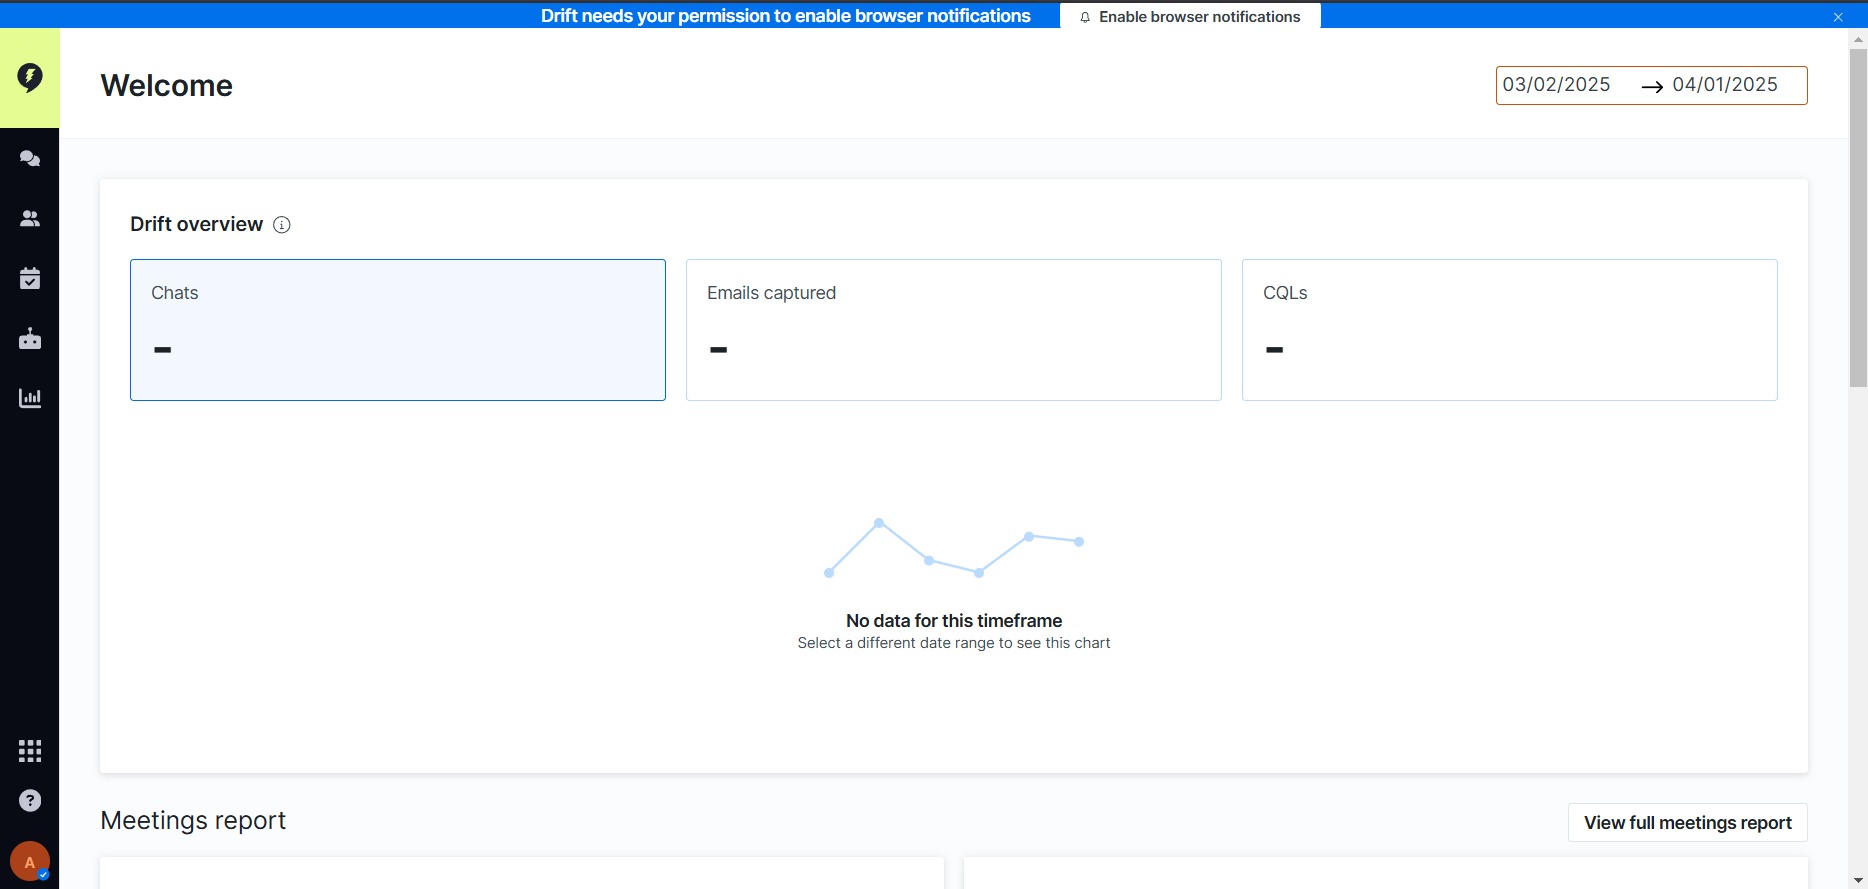 Drift needs your permission to enable browser notifications
Enable browser notifications
Welcome
03/02/2025 → 04/01/2025
Drift overview
Chats
-
Emails captured
-
CQLs
-
No data for this timeframe
Select a different date range to see this chart
Meetings report
View full meetings report
?
A